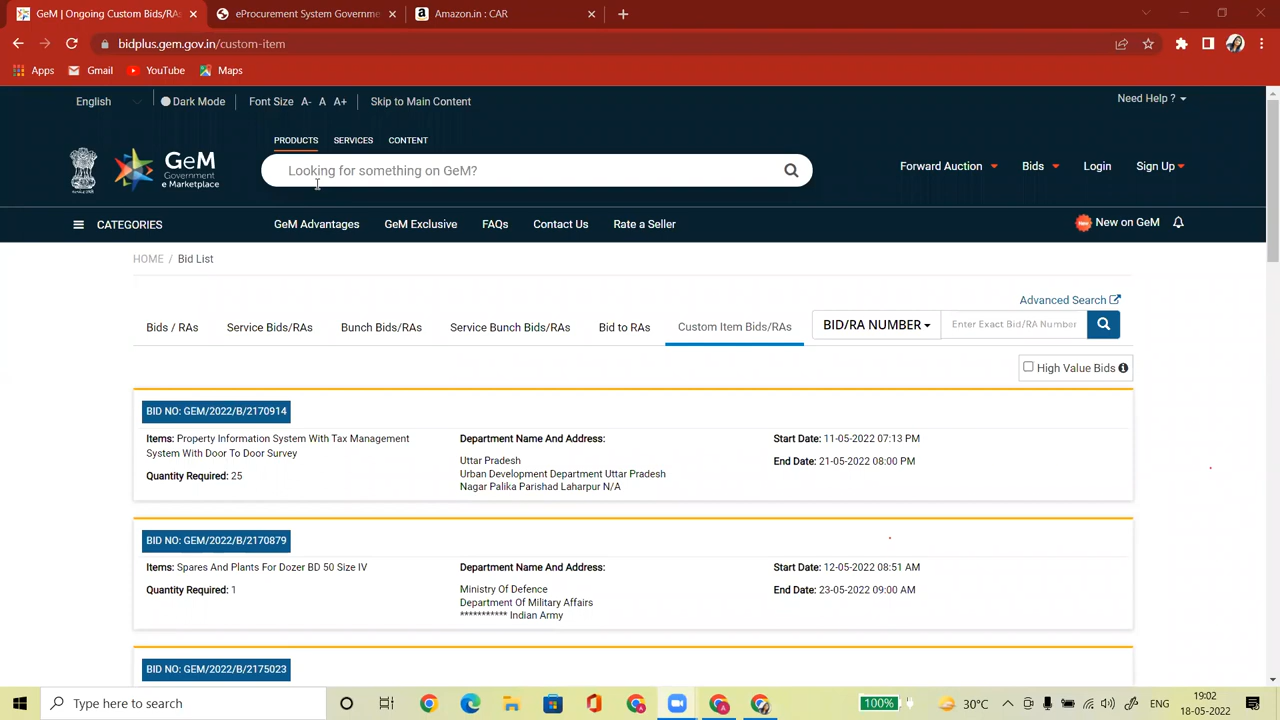 GeM | Ongoing Custom Bids/RAs
eProcurement System Governme
Amazon.in : CAR
bidplus.gem.gov.in/custom-item
Apps
Gmail
YouTube
Maps
English
Dark Mode
Font Size A- A A+
Skip to Main Content
Need Help ?
PRODUCTS
SERVICES
CONTENT
GeM
Government
e Marketplace
Looking for something on GeM?
Forward Auction
Bids
Login
Sign Up
CATEGORIES
GeM Advantages
GeM Exclusive
FAQs
Contact Us
Rate a Seller
New on GeM
HOME / Bid List
Advanced Search
Bids / RAs
Service Bids/RAs
Bunch Bids/RAs
Service Bunch Bids/RAs
Bid to RAs
Custom Item Bids/RAs
BID/RA NUMBER
Enter Exact Bid/RA Number
High Value Bids
BID NO: GEM/2022/B/2170914
Items: Property Information System With Tax Management
System With Door To Door Survey
Quantity Required: 25
Department Name And Address:
Uttar Pradesh
Urban Development Department Uttar Pradesh
Nagar Palika Parishad Laharpur N/A
Start Date: 11-05-2022 07:13 PM
End Date: 21-05-2022 08:00 PM
BID NO: GEM/2022/B/2170879
Items: Spares And Plants For Dozer BD 50 Size IV
Quantity Required: 1
Department Name And Address:
Ministry Of Defence
Department Of Military Affairs
*********** Indian Army
Start Date: 12-05-2022 08:51 AM
End Date: 23-05-2022 09:00 AM
BID NO: GEM/2022/B/2175023
Type here to search
100%
30°C
ENG
19:02
18-05-2022